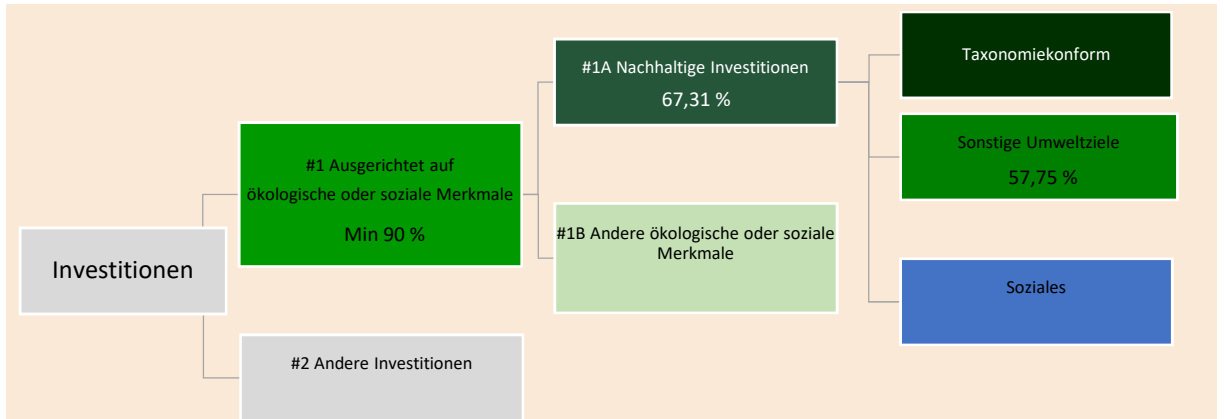 Investitionen
#1 Ausgerichtet auf
ökologische oder soziale Merkmale
Min 90 %
#2 Andere Investitionen
#1A Nachhaltige Investitionen
67,31 %
#1B Andere ökologische oder soziale
Merkmale
Taxonomiekonform
Sonstige Umweltziele
57,75 %
Soziales